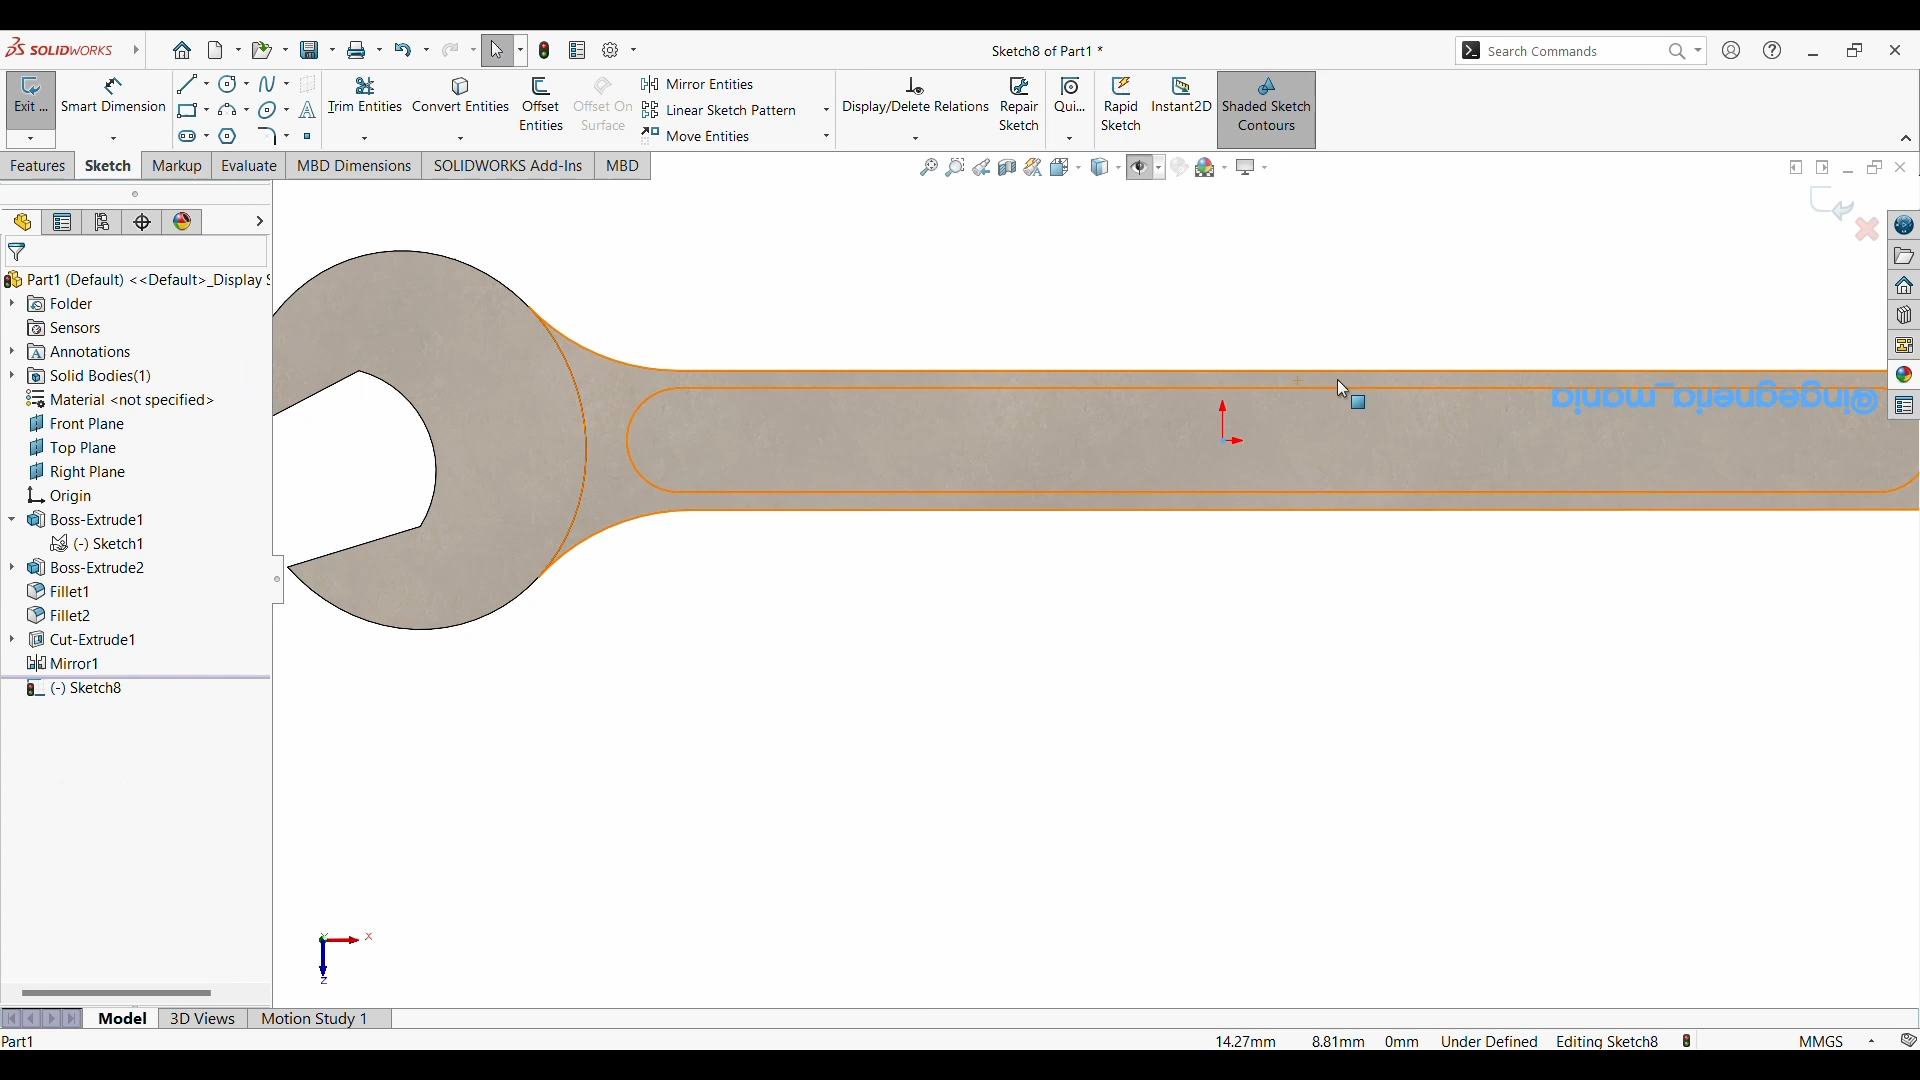 SOLIDWORKS
Sketch8 of Part1 *
Search Commands
Exit ...
Smart Dimension
Trim Entities
Convert Entities
Offset Entities
Offset On Surface
Mirror Entities
Linear Sketch Pattern
Move Entities
Display/Delete Relations
Repair Sketch
Qui...
Rapid Sketch
Instant2D
Shaded Sketch Contours
Features
Sketch
Markup
Evaluate
MBD Dimensions
SOLIDWORKS Add-Ins
MBD
Part1 (Default) <<Default>_Display S
Folder
Sensors
Annotations
Solid Bodies(1)
Material <not specified>
Front Plane
Top Plane
Right Plane
Origin
Boss-Extrude1
(-) Sketch1
Boss-Extrude2
Fillet1
Fillet2
Cut-Extrude1
Mirror1
(-) Sketch8
@ingegneria_mania
Y
X
Z
Model
3D Views
Motion Study 1
Part1
14.27mm
8.81mm
0mm
Under Defined
Editing Sketch8
MMGS